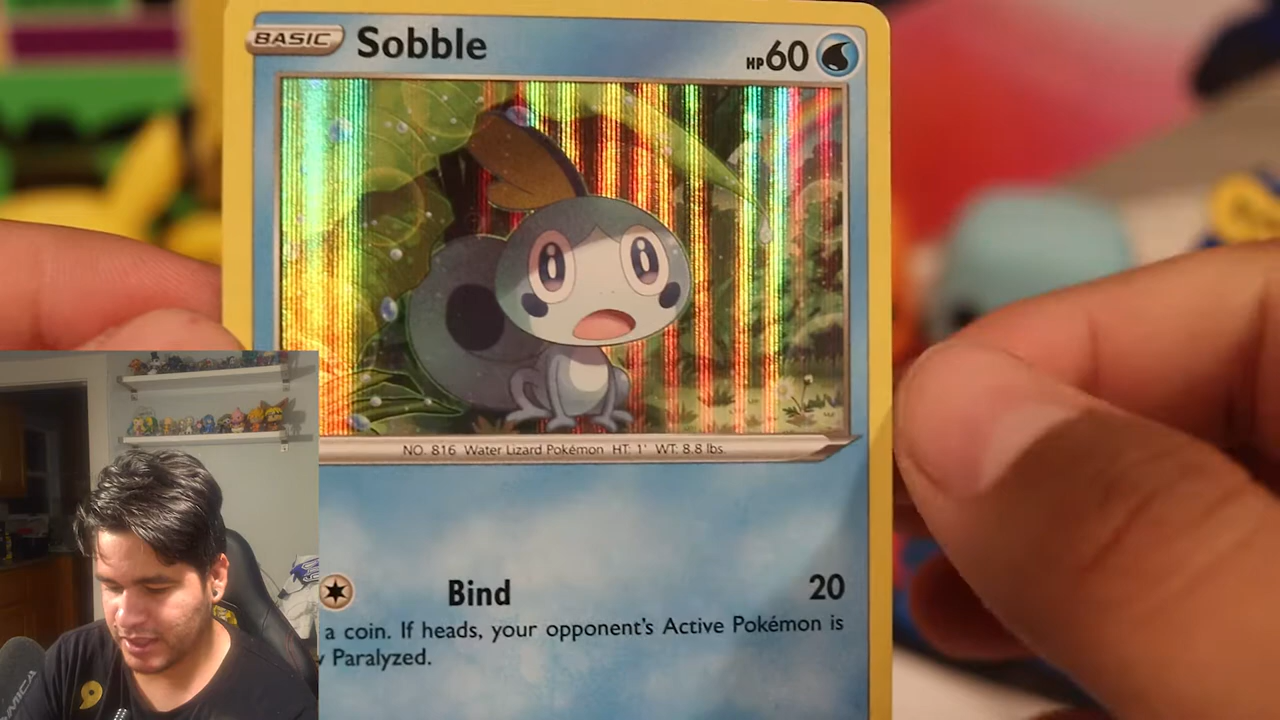 BASIC Sobble HP60
NO. 816 Water Lizard Pokémon HT: 1' WT: 8.8 lbs.
Bind 20
a coin. If heads, your opponent's Active Pokémon is
Paralyzed.